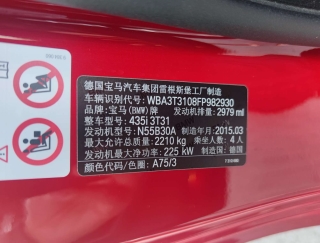 德国宝马汽车集团雷根斯堡工厂制造
车辆识别代号: WBA3T3108FP982930
品牌: 宝马(BMW)牌 发动机排量: 2979 ml
整车型号: 435i 3T31
发动机型号: N55B30A 制造年月: 2015.03
最大允许总质量: 2210 kg 乘坐人数: 4 人
发动机最大净功率: 225 kW 制造国: 德国
颜色代码/色圈: A75/3